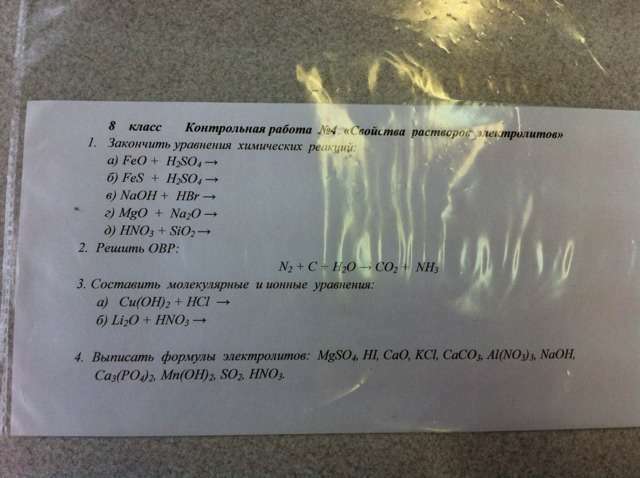 8 класс Контрольная работа №4 «Свойства растворов электролитов»
1. Закончить уравнения химических реакций:
а) FeO + H₂SO₄ →
б) FeS + H₂SO₄ →
в) NaOH + HBr →
г) MgO + Na₂O →
д) HNO₃ + SiO₂ →
2. Решить ОВР:
N₂ + C + H₂O → CO₂ + NH₃
3. Составить молекулярные и ионные уравнения:
а) Cu(OH)₂ + HCl →
б) Li₂O + HNO₃ →
4. Выписать формулы электролитов: MgSO₄, HI, CaO, KCl, CaCO₃, Al(NO₃)₃, NaOH,
Ca₃(PO₄)₂, Mn(OH)₂, SO₂, HNO₃.